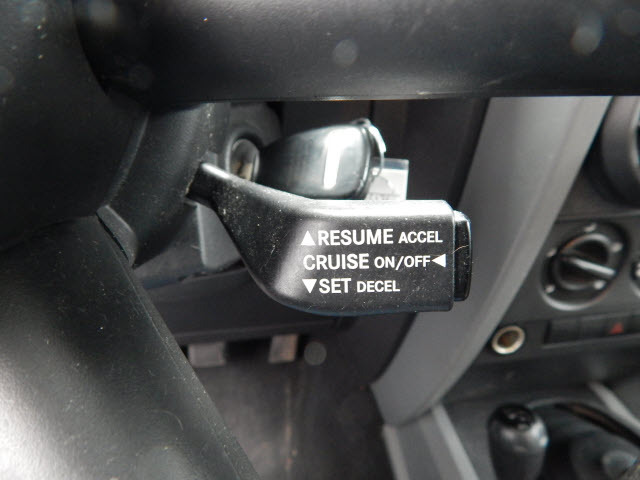 ▲RESUME ACCEL
CRUISE ON/OFF◀
▼SET DECEL